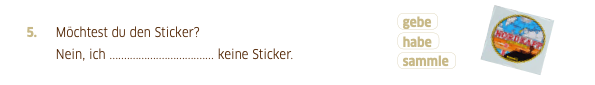 5. Möchtest du den Sticker?
Nein, ich .................................... keine Sticker.
gebe
habe
sammle